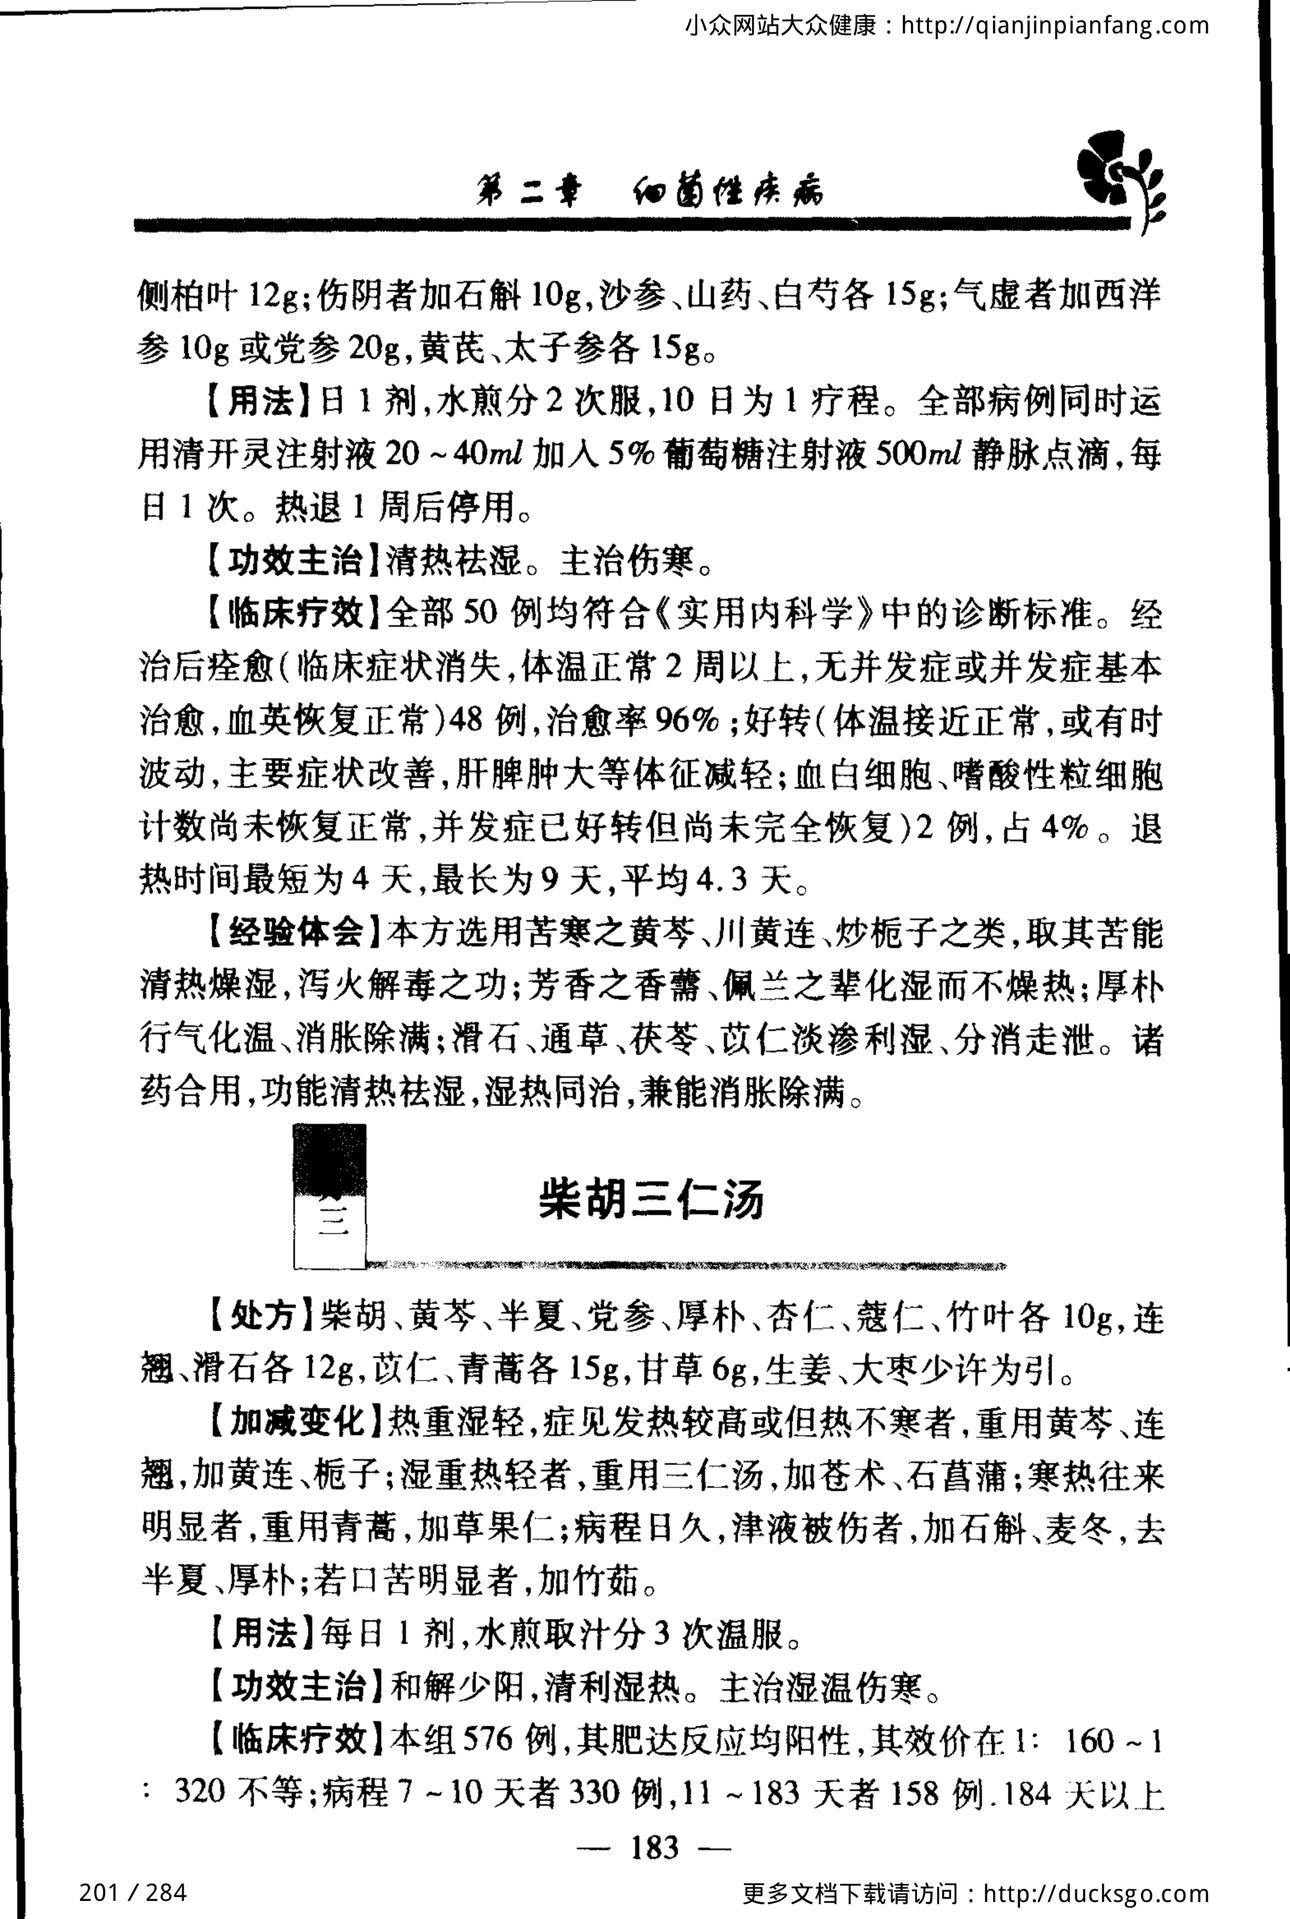 小众网站大众健康：http://qianjinpianfang.com
第二章 细菌性疾病
侧柏叶 12g;伤阴者加石斛 10g,沙参、山药、白芍各 15g;气虚者加西洋
参 10g 或党参 20g,黄芪、太子参各 15g。
【用法】日 1 剂,水煎分 2 次服,10 日为 1 疗程。全部病例同时运
用清开灵注射液 20 ~ 40ml 加入 5% 葡萄糖注射液 500ml 静脉点滴,每
日 1 次。热退 1 周后停用。
【功效主治】清热祛湿。主治伤寒。
【临床疗效】全部 50 例均符合《实用内科学》中的诊断标准。经
治后痊愈(临床症状消失,体温正常 2 周以上,无并发症或并发症基本
治愈,血英恢复正常)48 例,治愈率 96% ;好转(体温接近正常,或有时
波动,主要症状改善,肝脾肿大等体征减轻;血白细胞、嗜酸性粒细胞
计数尚未恢复正常,并发症已好转但尚未完全恢复)2 例,占 4% 。退
热时间最短为 4 天,最长为 9 天,平均 4.3 天。
【经验体会】本方选用苦寒之黄芩、川黄连、炒栀子之类,取其苦能
清热燥湿,泻火解毒之功;芳香之香薷、佩兰之辈化湿而不燥热;厚朴
行气化温、消胀除满;滑石、通草、茯苓、苡仁淡渗利湿、分消走泄。诸
药合用,功能清热祛湿,湿热同治,兼能消胀除满。
三
柴胡三仁汤
【处方】柴胡、黄芩、半夏、党参、厚朴、杏仁、蔻仁、竹叶各 10g,连
翘、滑石各 12g,苡仁、青蒿各 15g,甘草 6g,生姜、大枣少许为引。
【加减变化】热重湿轻,症见发热较高或但热不寒者,重用黄芩、连
翘,加黄连、栀子;湿重热轻者,重用三仁汤,加苍术、石菖蒲;寒热往来
明显者,重用青蒿,加草果仁;病程日久,津液被伤者,加石斛、麦冬,去
半夏、厚朴;若口苦明显者,加竹茹。
【用法】每日 1 剂,水煎取汁分 3 次温服。
【功效主治】和解少阳,清利湿热。主治湿温伤寒。
【临床疗效】本组 576 例,其肥达反应均阳性,其效价在 1： 160 ~ 1
： 320 不等;病程 7 ~ 10 天者 330 例,11 ~ 183 天者 158 例.184 天以上
— 183 —
201 / 284
更多文档下载请访问：http://ducksgo.com